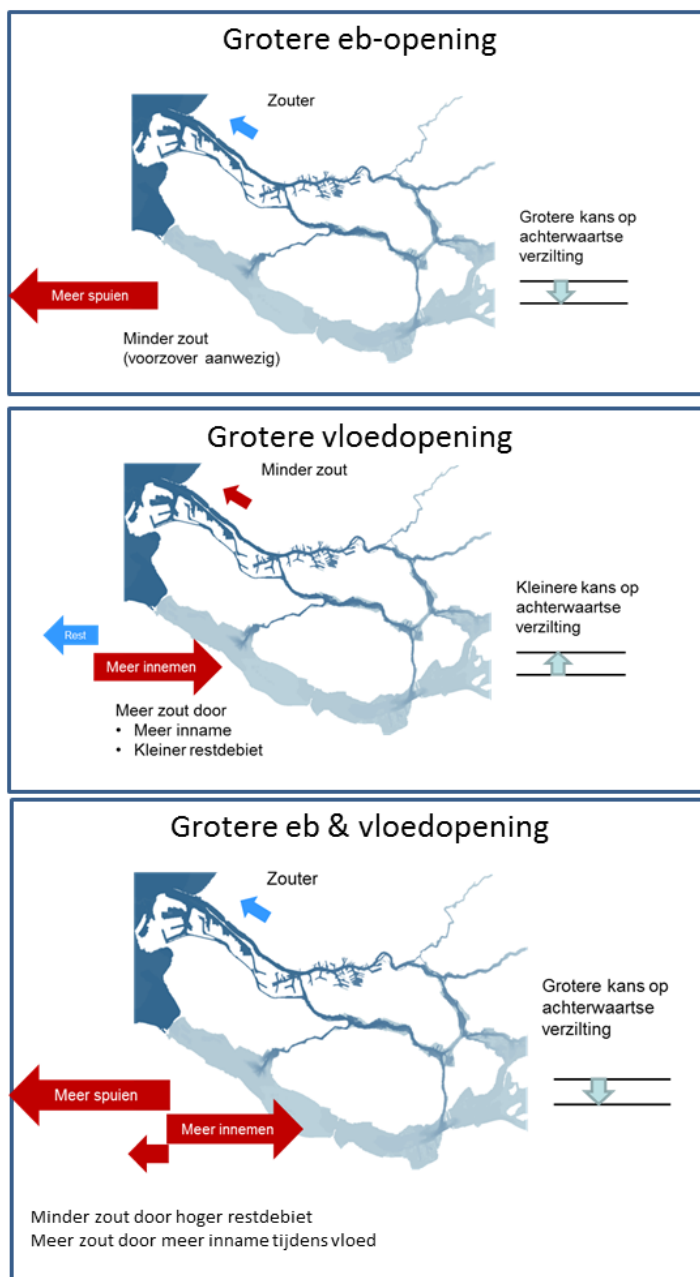 Grotere eb-opening
Zouter
Grotere kans op
achterwaartse
verzilting
Meer spuien
Minder zout
(voorzover aanwezig)
Grotere vloedopening
Minder zout
Kleinere kans op
achterwaartse
verzilting
Rest
Meer innemen
Meer zout door
• Meer inname
• Kleiner restdebiet
Grotere eb & vloedopening
Zouter
Grotere kans op
achterwaartse
verzilting
Meer spuien
Meer innemen
Minder zout door hoger restdebiet
Meer zout door meer inname tijdens vloed